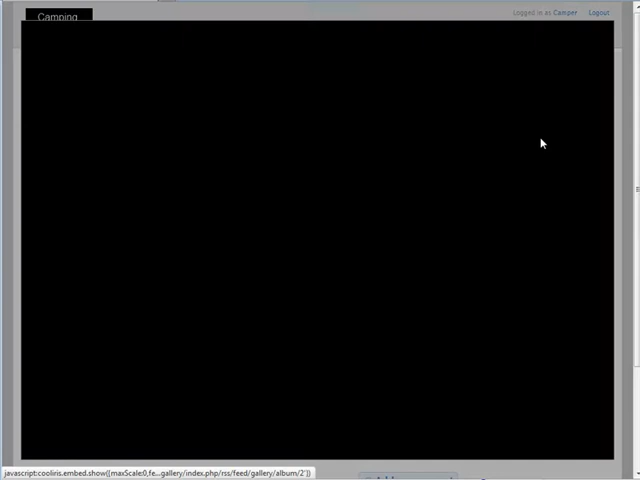 Camping
Logged in as Camper Logout
javascript:cooliris.embed.show({maxScale:0,fe...gallery/index.php/rss/feed/gallery/album/2'})